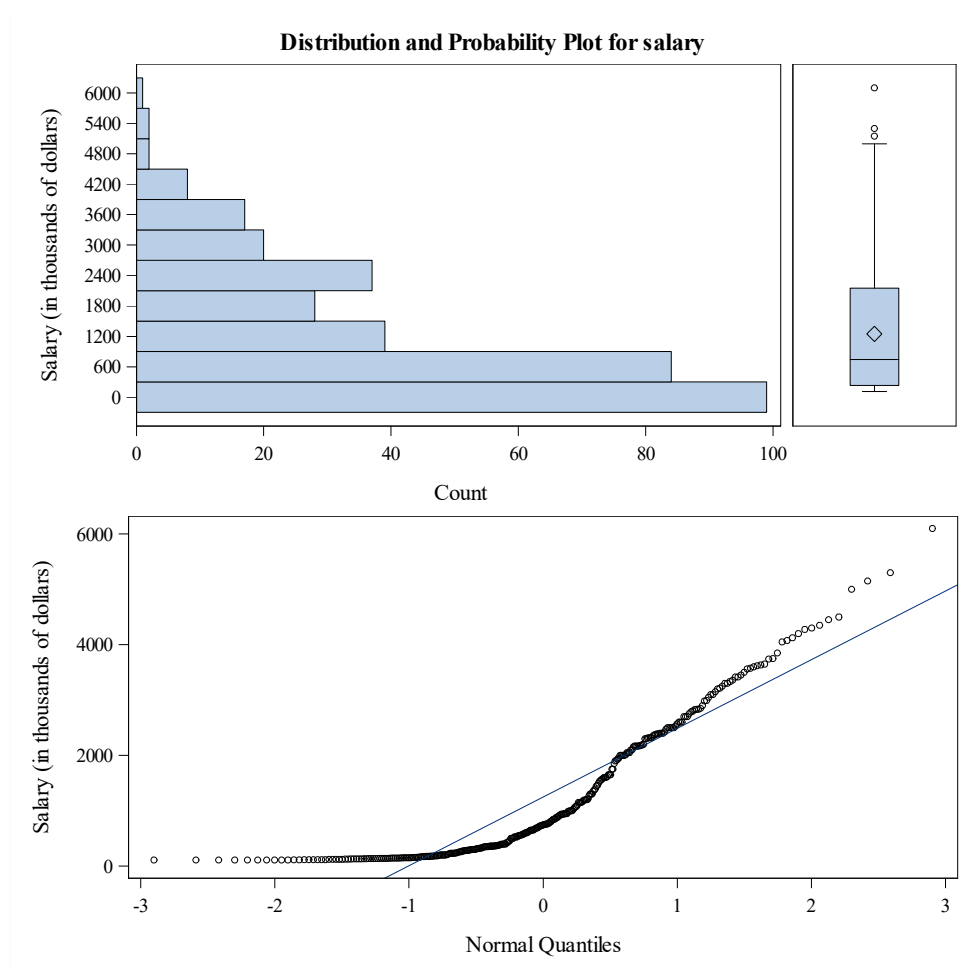 Distribution and Probability Plot for salary
Salary (in thousands of dollars)
6000
5400
4800
4200
3600
3000
2400
1800
1200
600
0
0 20 40 60 80 100
Count
Salary (in thousands of dollars)
6000
4000
2000
0
-3 -2 -1 0 1 2 3
Normal Quantiles